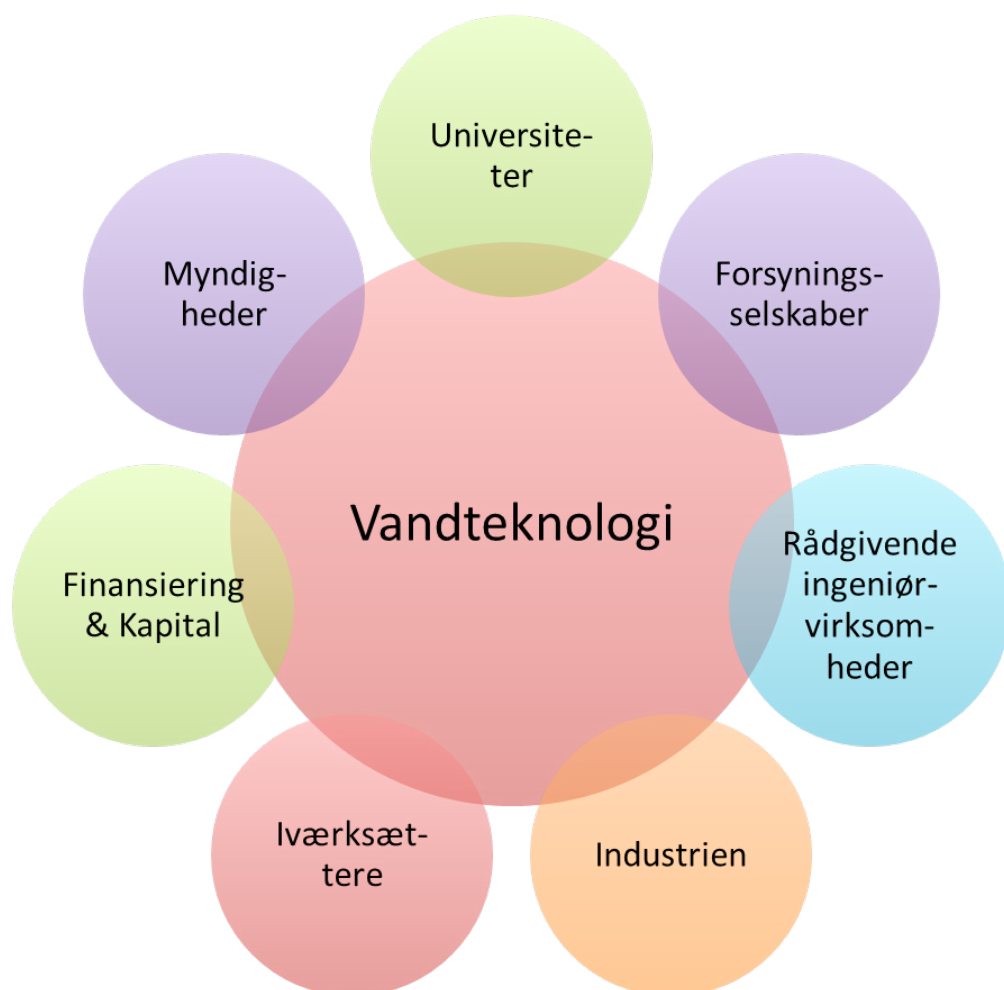 Universite-
ter
Forsynings-
selskaber
Rådgivende
ingeniør-
virksom-
heder
Industrien
Iværksæt-
tere
Finansiering
& Kapital
Myndig-
heder
Vandteknologi